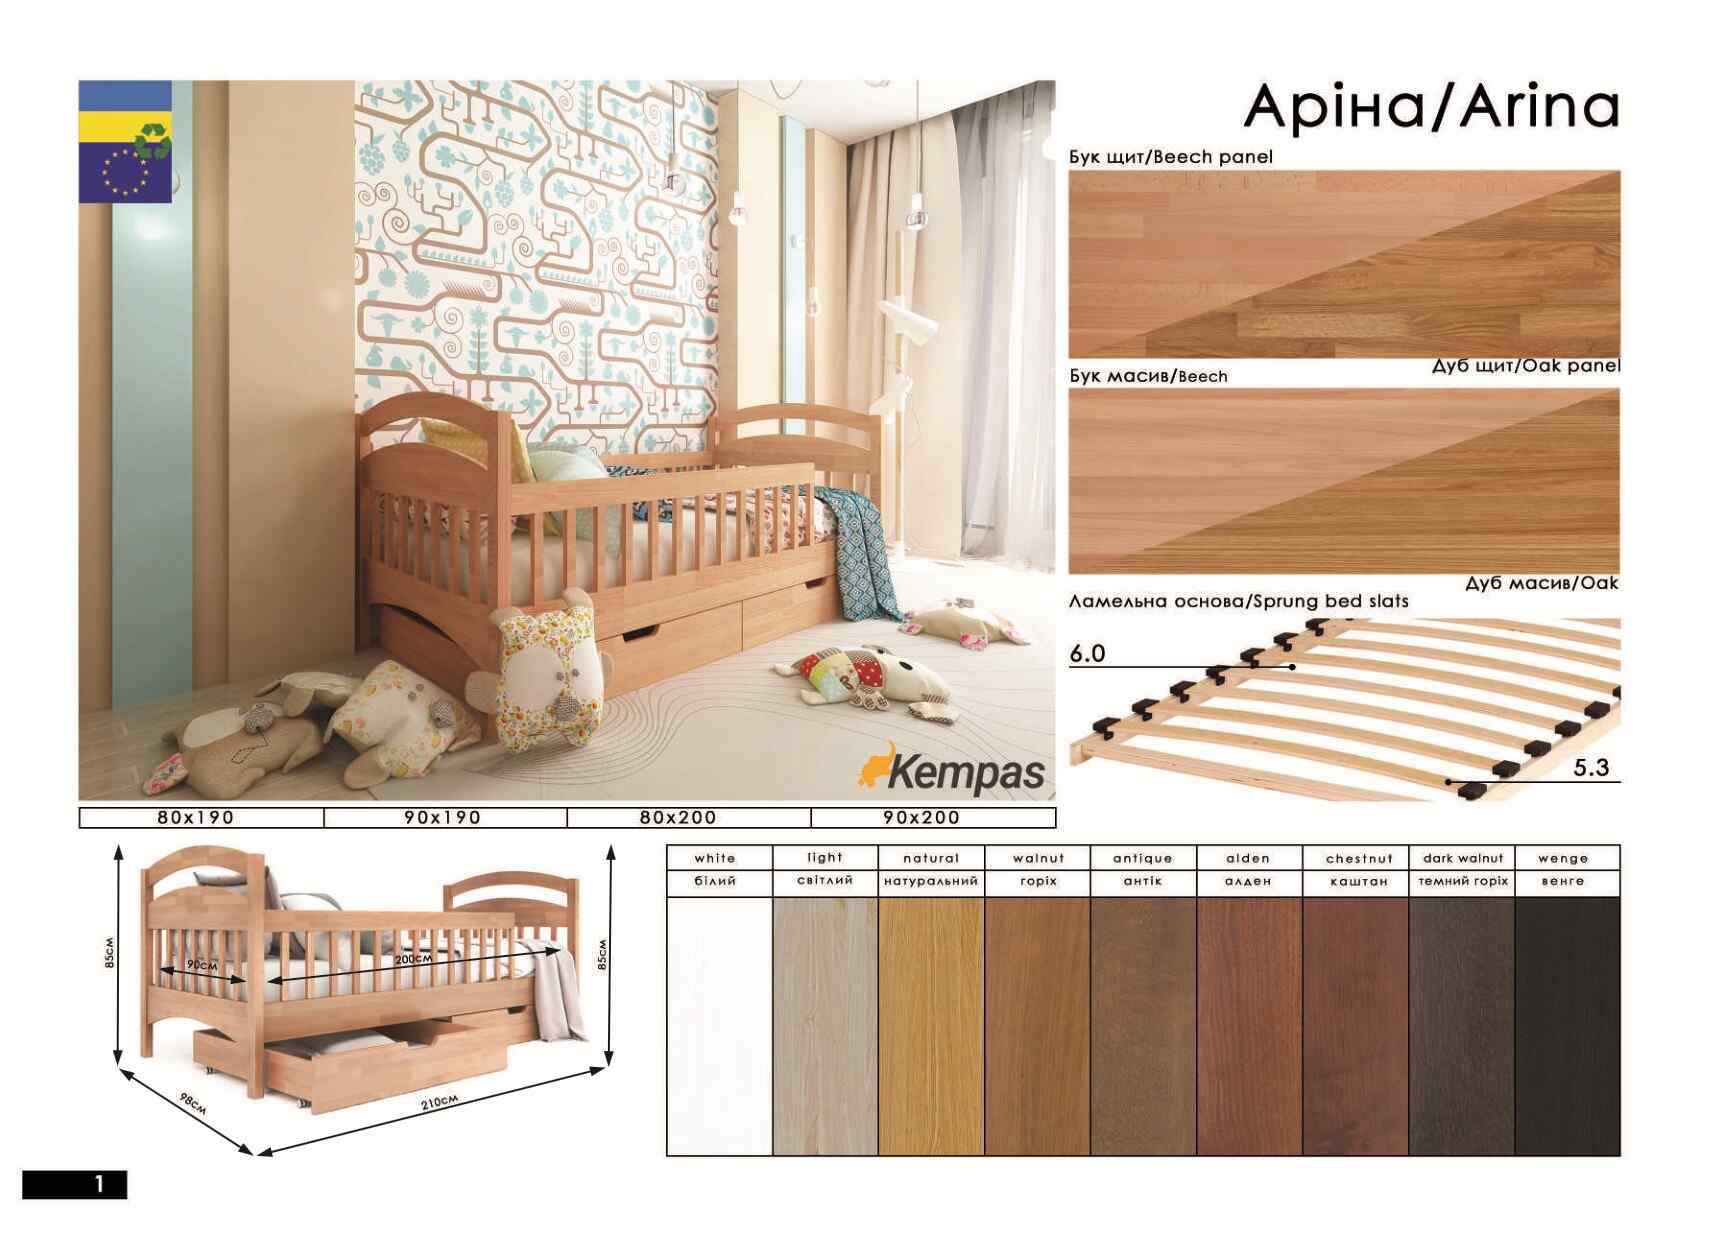 Аріна/Arina
Бук щит/Beech panel
Дуб щит/Oak panel
Бук масив/Beech
Дуб масив/Oak
Ламельна основа/Sprung bed slats
6.0
5.3
Kempas
80x190 90x190 80x200 90x200
85см
90см
200см
85см
98см
210см
white light natural walnut antique alden chestnut dark walnut wenge
білий світлий натуральний горіх антік алден каштан темний горіх венге
1